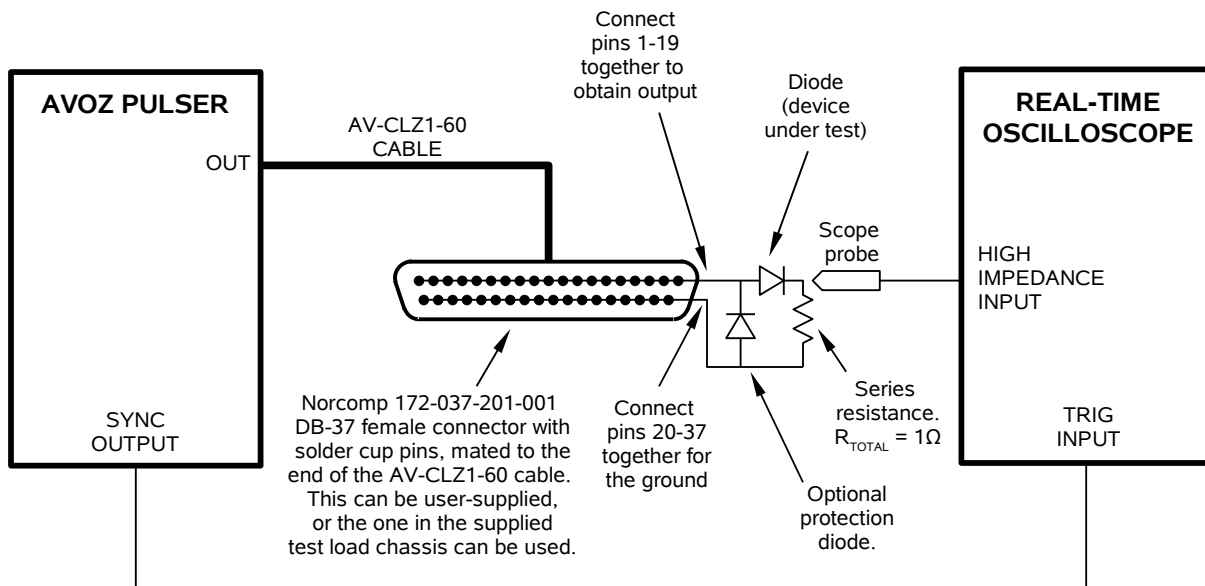 AVOZ PULSER
OUT
SYNC
OUTPUT
AV-CLZ1-60
CABLE
Connect
pins 1-19
together to
obtain output
Diode
(device
under test)
Scope
probe
REAL-TIME
OSCILLOSCOPE
HIGH
IMPEDANCE
INPUT
TRIG
INPUT
Norcomp 172-037-201-001
DB-37 female connector with
solder cup pins, mated to the
end of the AV-CLZ1-60 cable.
This can be user-supplied,
or the one in the supplied
test load chassis can be used.
Connect
pins 20-37
together for
the ground
Optional
protection
diode.
Series
resistance.
R_TOTAL = 1Ω